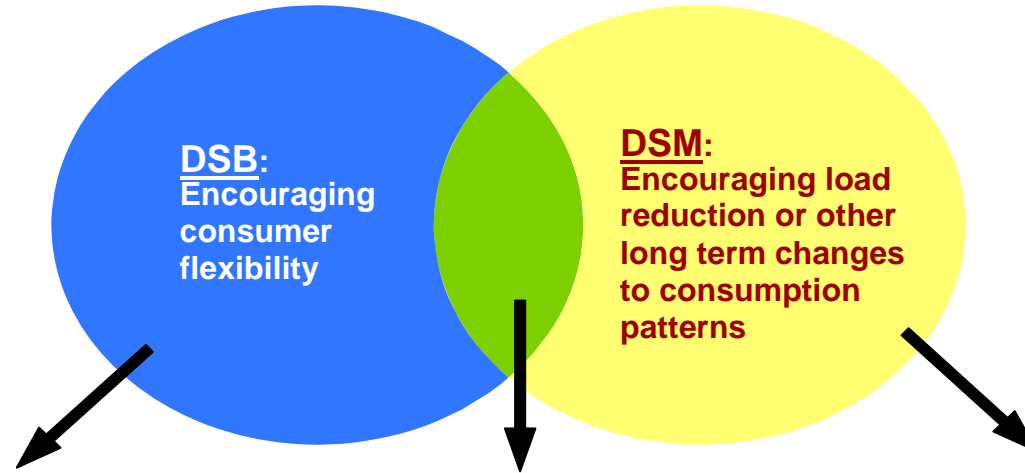 DSB:
Encouraging
consumer
flexibility
DSM:
Encouraging load
reduction or other
long term changes
to consumption
patterns